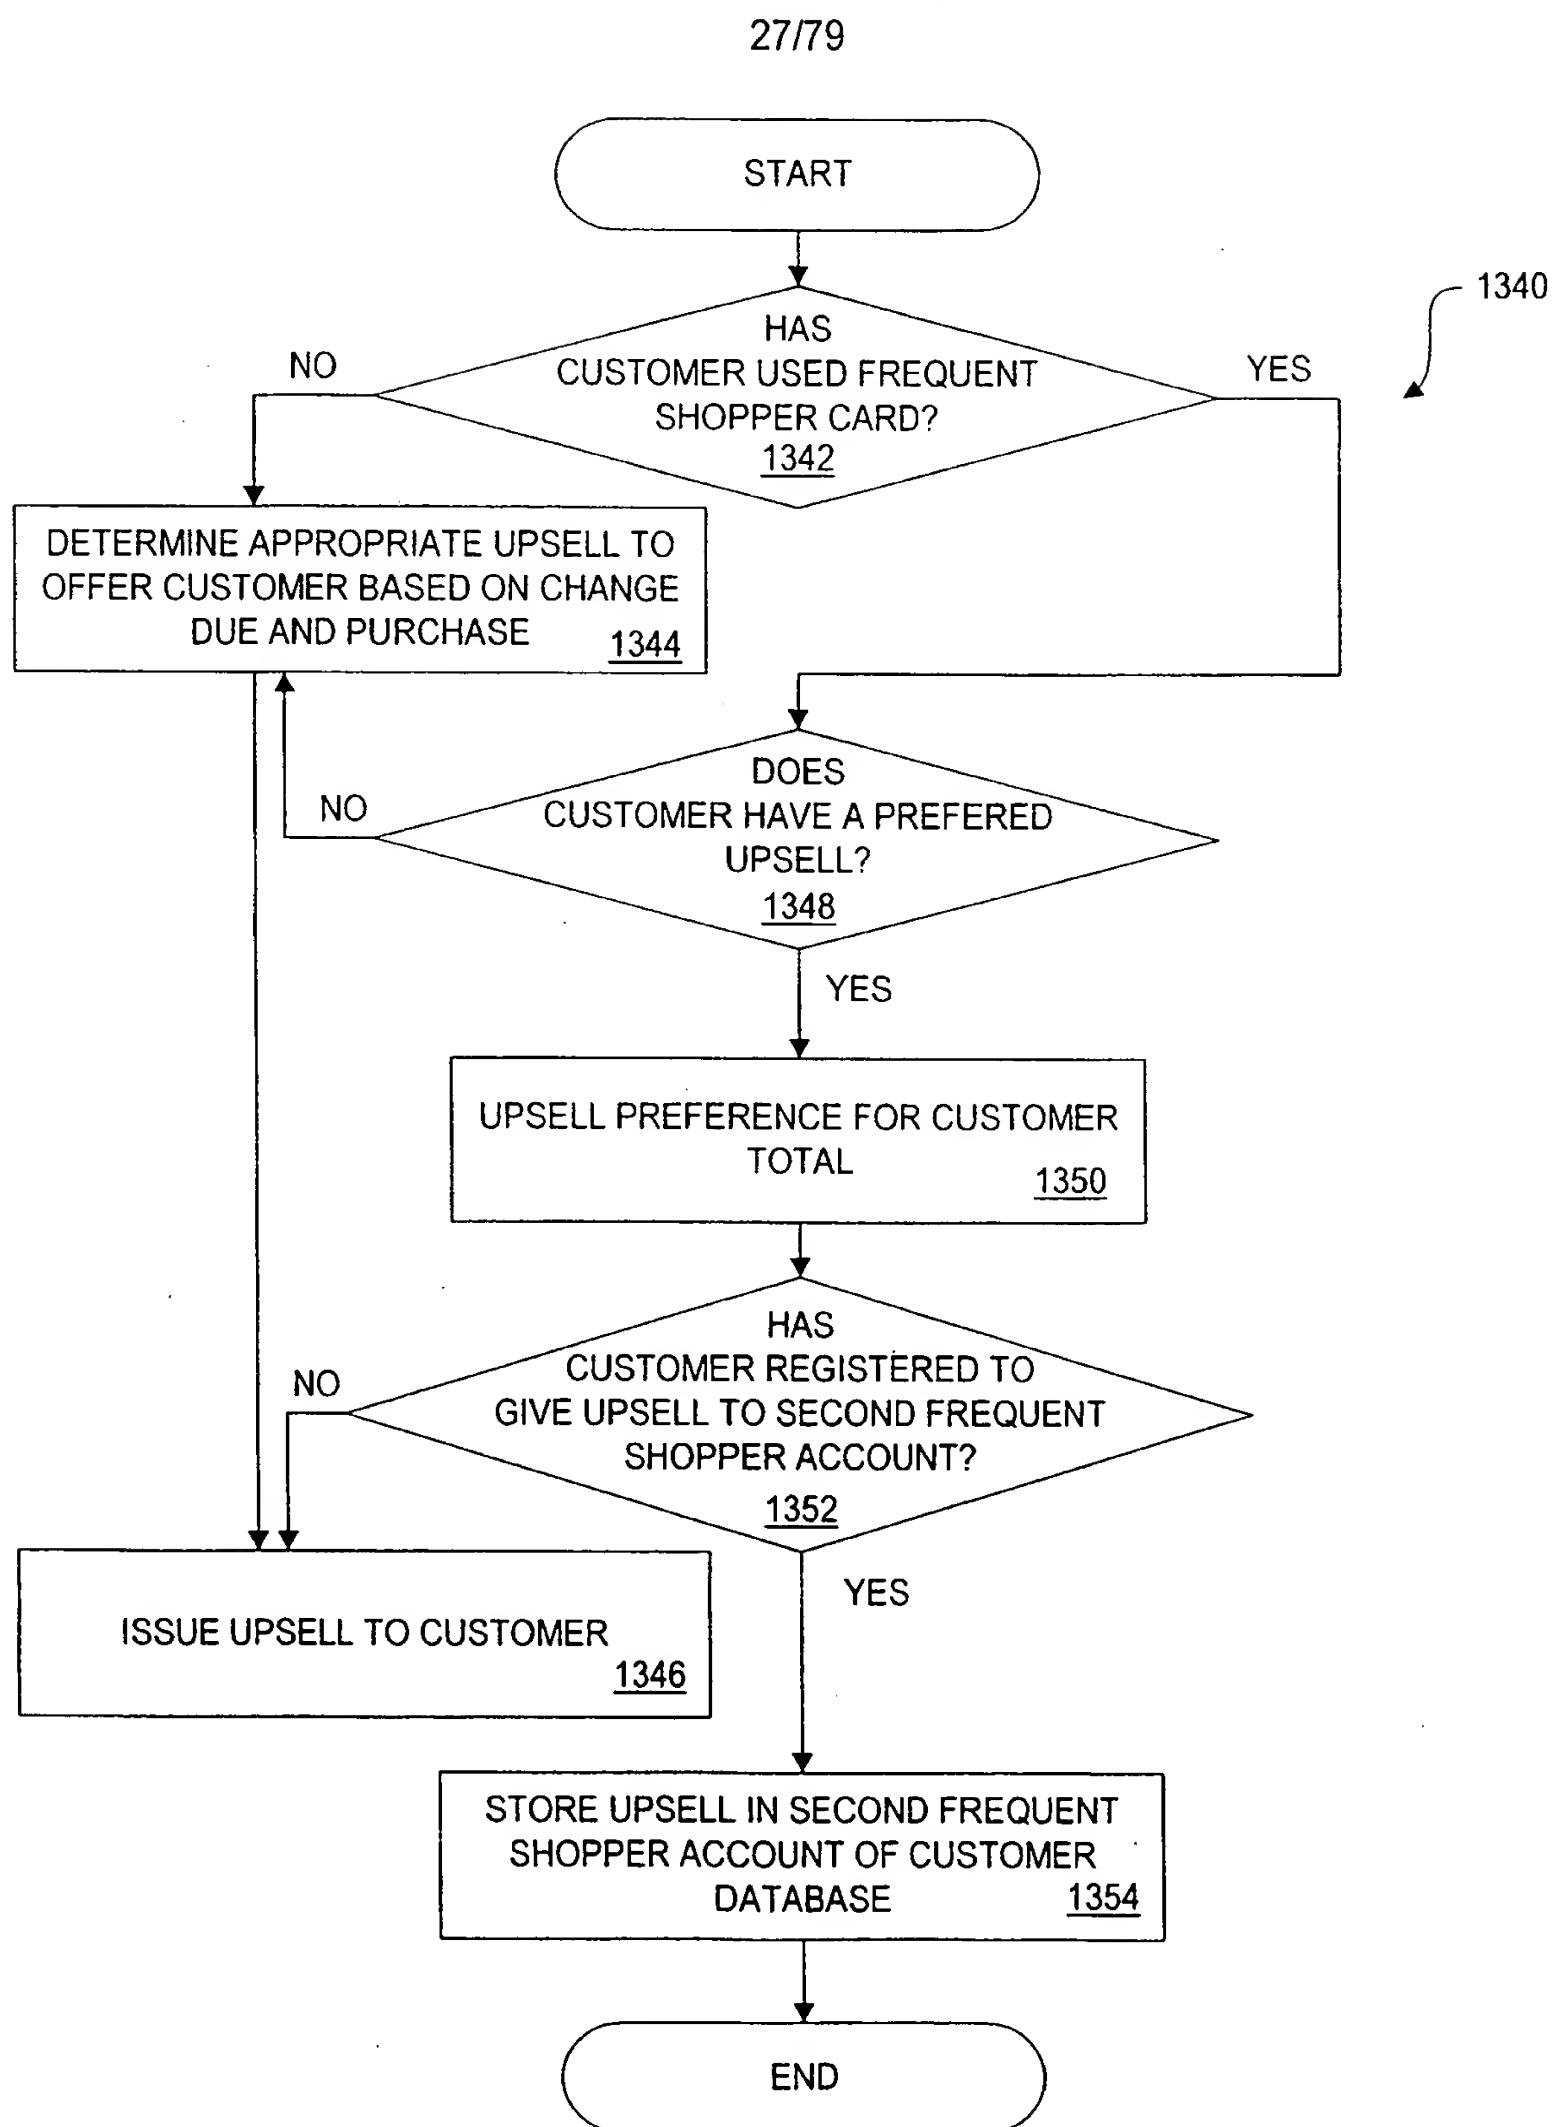 27/79
START
1340
HAS
CUSTOMER USED FREQUENT
SHOPPER CARD?
1342
NO
YES
DETERMINE APPROPRIATE UPSELL TO
OFFER CUSTOMER BASED ON CHANGE
DUE AND PURCHASE
1344
DOES
CUSTOMER HAVE A PREFERED
UPSELL?
1348
NO
YES
UPSELL PREFERENCE FOR CUSTOMER
TOTAL
1350
HAS
CUSTOMER REGISTERED TO
GIVE UPSELL TO SECOND FREQUENT
SHOPPER ACCOUNT?
1352
NO
YES
ISSUE UPSELL TO CUSTOMER
1346
STORE UPSELL IN SECOND FREQUENT
SHOPPER ACCOUNT OF CUSTOMER
DATABASE
1354
END